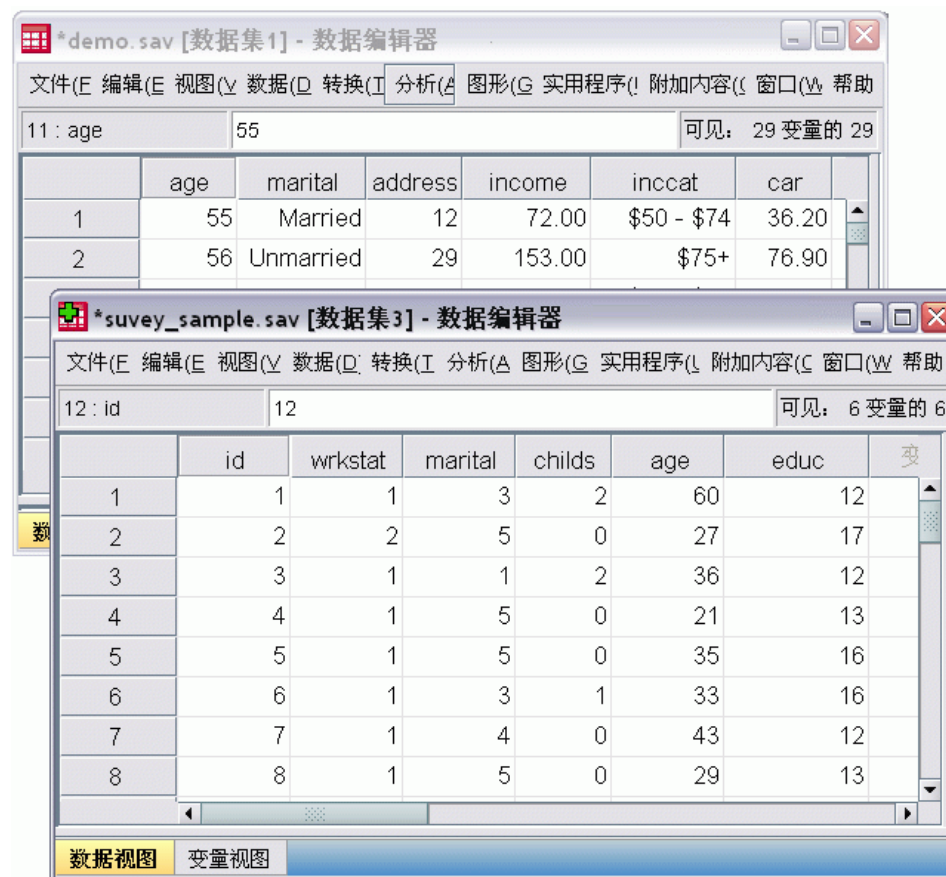 *demo.sav [数据集1] - 数据编辑器
文件(F 编辑(E 视图(V 数据(D 转换(T 分析(A 图形(G 实用程序(! 附加内容(( 窗口(W 帮助
11 : age 55 可见: 29 变量的 29
age marital address income inccat car
1 55 Married 12 72.00 $50 - $74 36.20
2 56 Unmarried 29 153.00 $75+ 76.90
数
*suvey_sample.sav [数据集3] - 数据编辑器
文件(F 编辑(E 视图(V 数据(D 转换(T 分析(A 图形(G 实用程序(L 附加内容(C 窗口(W 帮助
12 : id 12 可见: 6 变量的 6
id wrkstat marital childs age educ 变
1 1 1 3 2 60 12
2 2 2 5 0 27 17
3 3 1 1 2 36 12
4 4 1 5 0 21 13
5 5 1 5 0 35 16
6 6 1 3 1 33 16
7 7 1 4 0 43 12
8 8 1 5 0 29 13
数据视图 变量视图